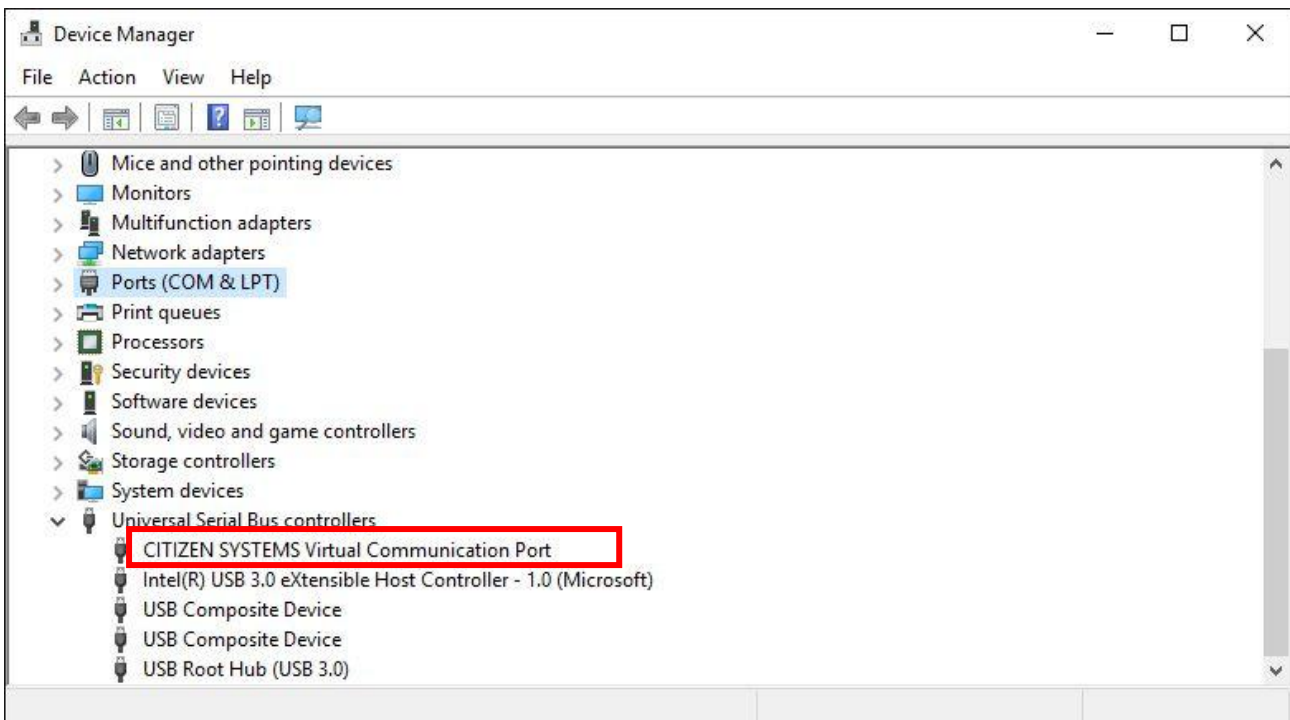 Device Manager
File Action View Help
Mice and other pointing devices
Monitors
Multifunction adapters
Network adapters
Ports (COM & LPT)
Print queues
Processors
Security devices
Software devices
Sound, video and game controllers
Storage controllers
System devices
Universal Serial Bus controllers
CITIZEN SYSTEMS Virtual Communication Port
Intel(R) USB 3.0 eXtensible Host Controller - 1.0 (Microsoft)
USB Composite Device
USB Composite Device
USB Root Hub (USB 3.0)